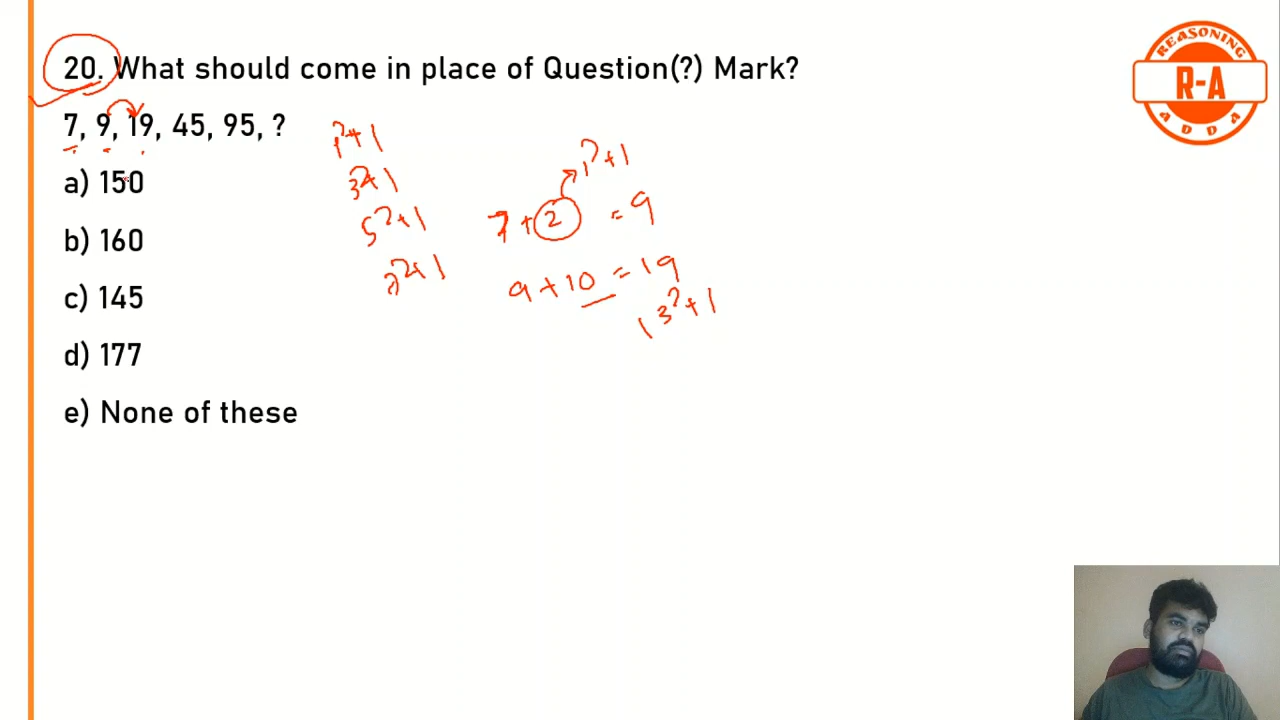 20. What should come in place of Question(?) Mark?
7, 9, 19, 45, 95, ?
a) 150
b) 160
c) 145
d) 177
e) None of these
1²+1
3²+1
5²+1
1²+1
7+2 = 9
9+10 = 19
3²+1
REASONING
R-A
ADDA